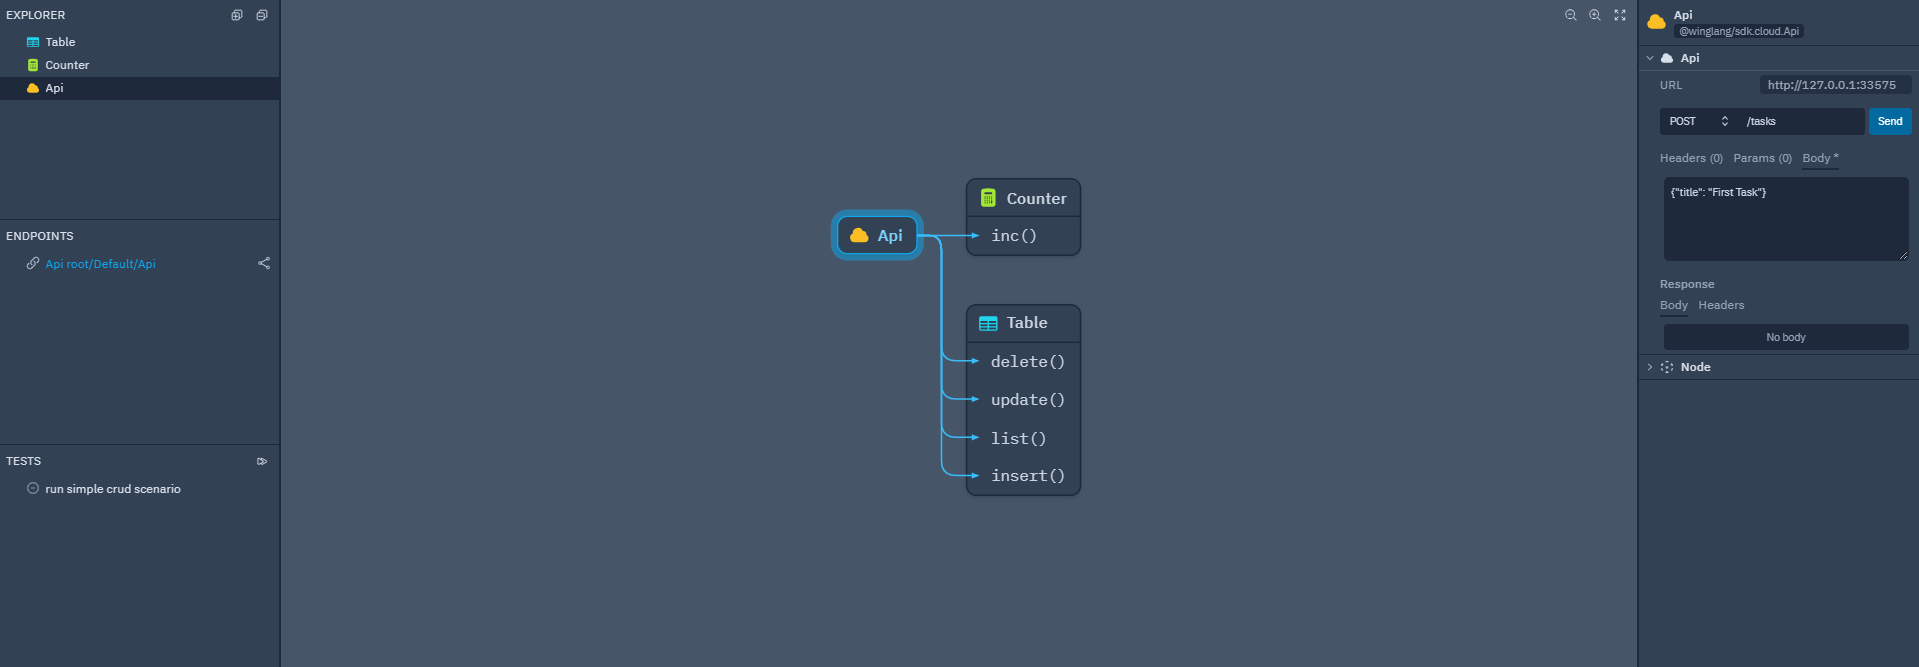 EXPLORER
Table
Counter
Api
ENDPOINTS
Api root/Default/Api
TESTS
run simple crud scenario
Api
Counter
inc()
Table
delete()
update()
list()
insert()
Api
@winglang/sdk.cloud.Api
Api
URL http://127.0.0.1:33575
POST /tasks Send
Headers (0) Params (0) Body *
{"title": "First Task"}
Response
Body Headers
No body
Node